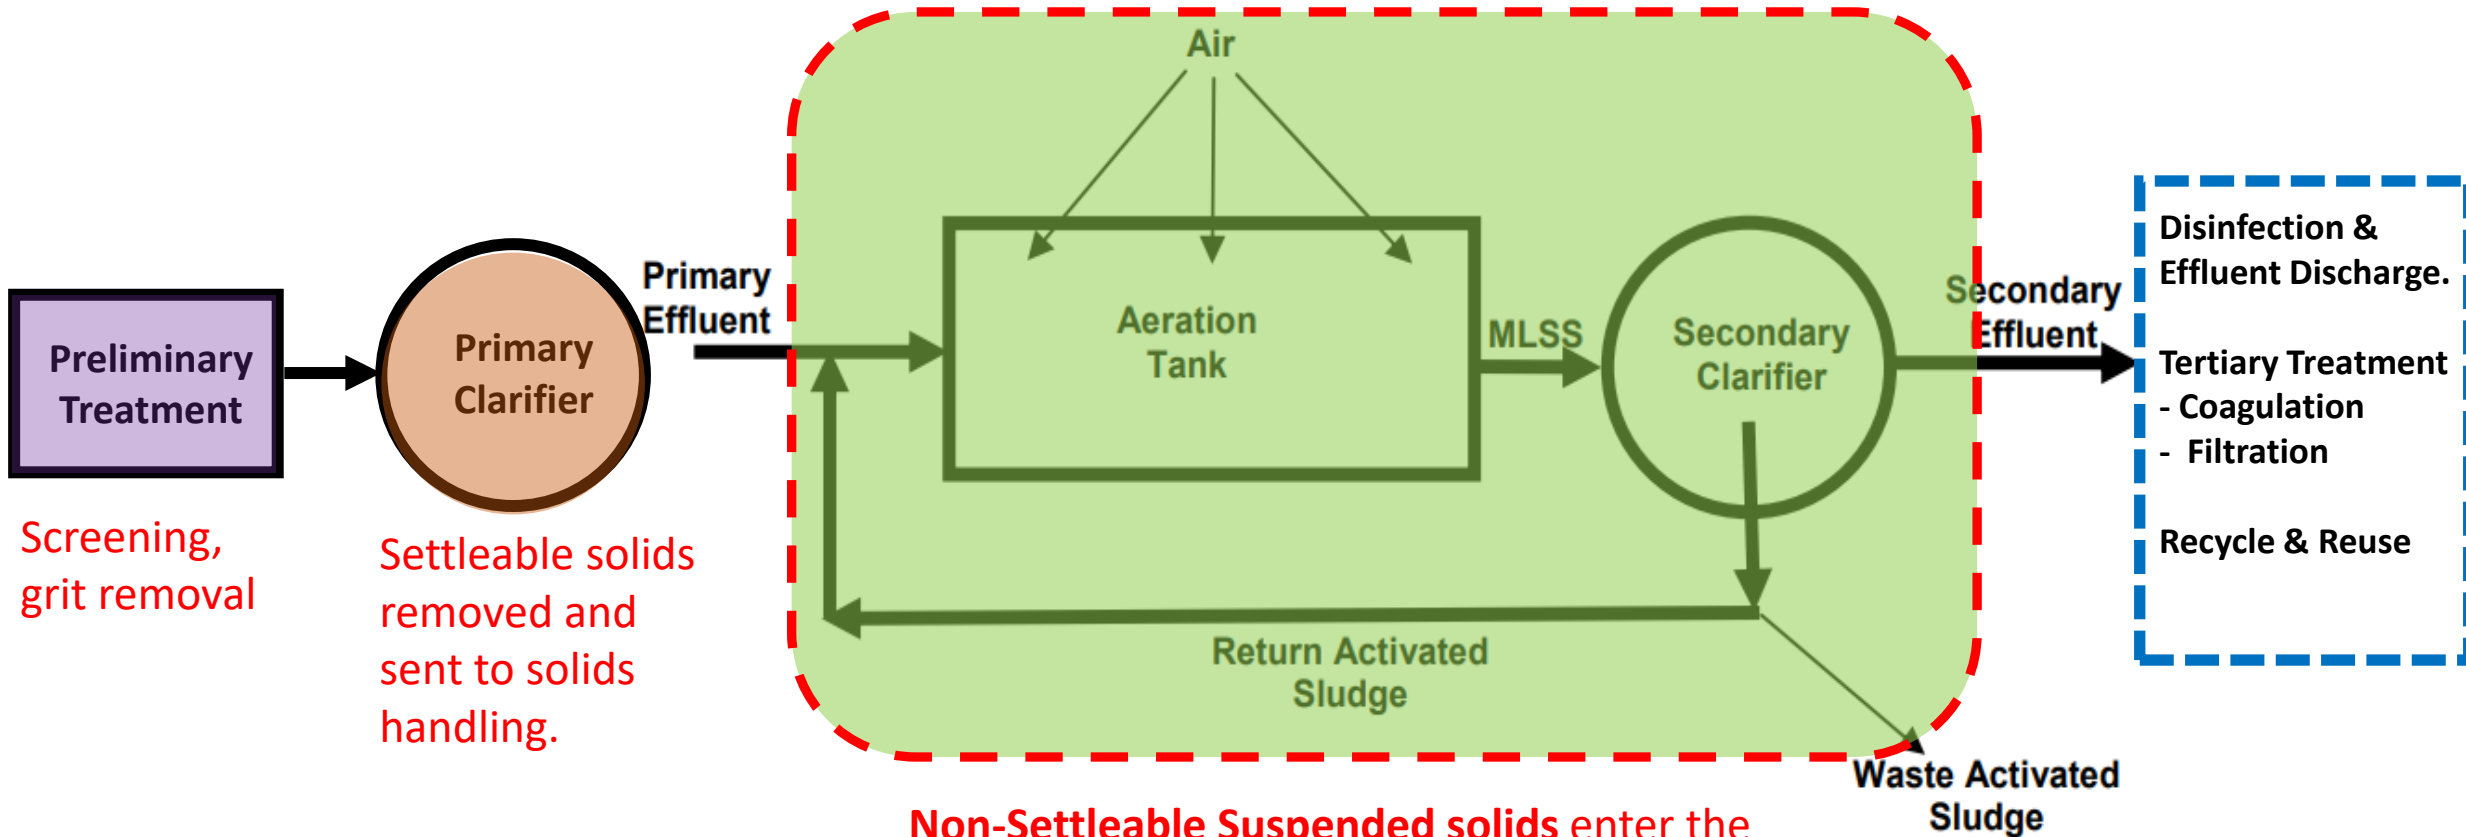 Air
Preliminary
Treatment
Screening,
grit removal
Primary
Clarifier
Settleable solids
removed and
sent to solids
handling.
Primary
Effluent
Aeration
Tank
MLSS
Secondary
Clarifier
Return Activated
Sludge
Secondary
Effluent
Waste Activated
Sludge
Disinfection &
Effluent Discharge.
Tertiary Treatment
- Coagulation
- Filtration
Recycle & Reuse
Non-Settleable Suspended solids enter the